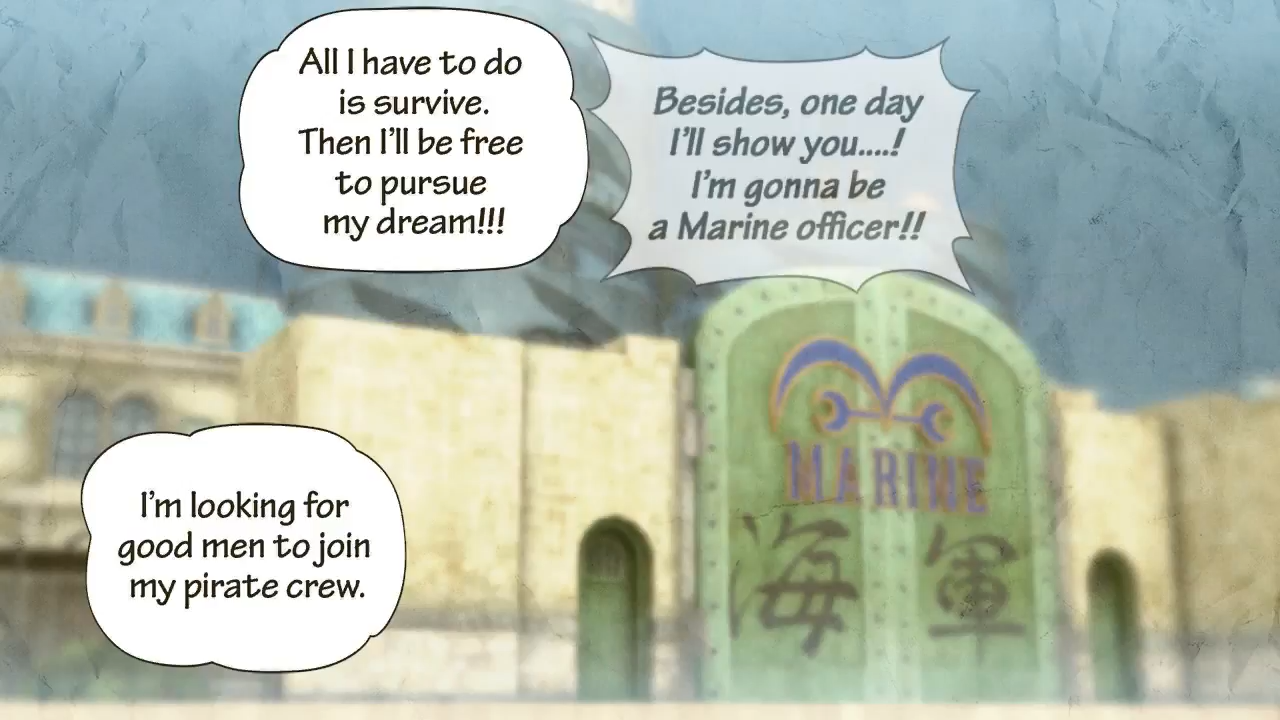 All I have to do
is survive.
Then I'll be free
to pursue
my dream!!!
Besides, one day
I'll show you....!
I'm gonna be
a Marine officer!!
I'm looking for
good men to join
my pirate crew.
MARINE
海軍